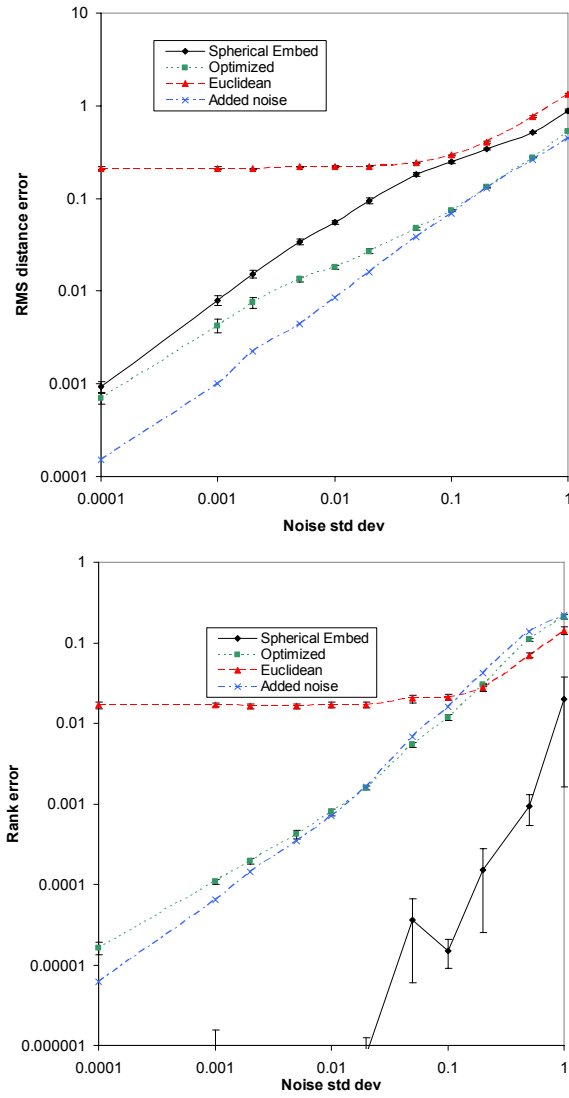 10
1
0.1
0.01
0.001
0.0001
RMS distance error
Spherical Embed
Optimized
Euclidean
Added noise
0.0001 0.001 0.01 0.1 1
Noise std dev
1
0.1
0.01
0.001
0.0001
0.00001
0.000001
Rank error
Spherical Embed
Optimized
Euclidean
Added noise
0.0001 0.001 0.01 0.1 1
Noise std dev